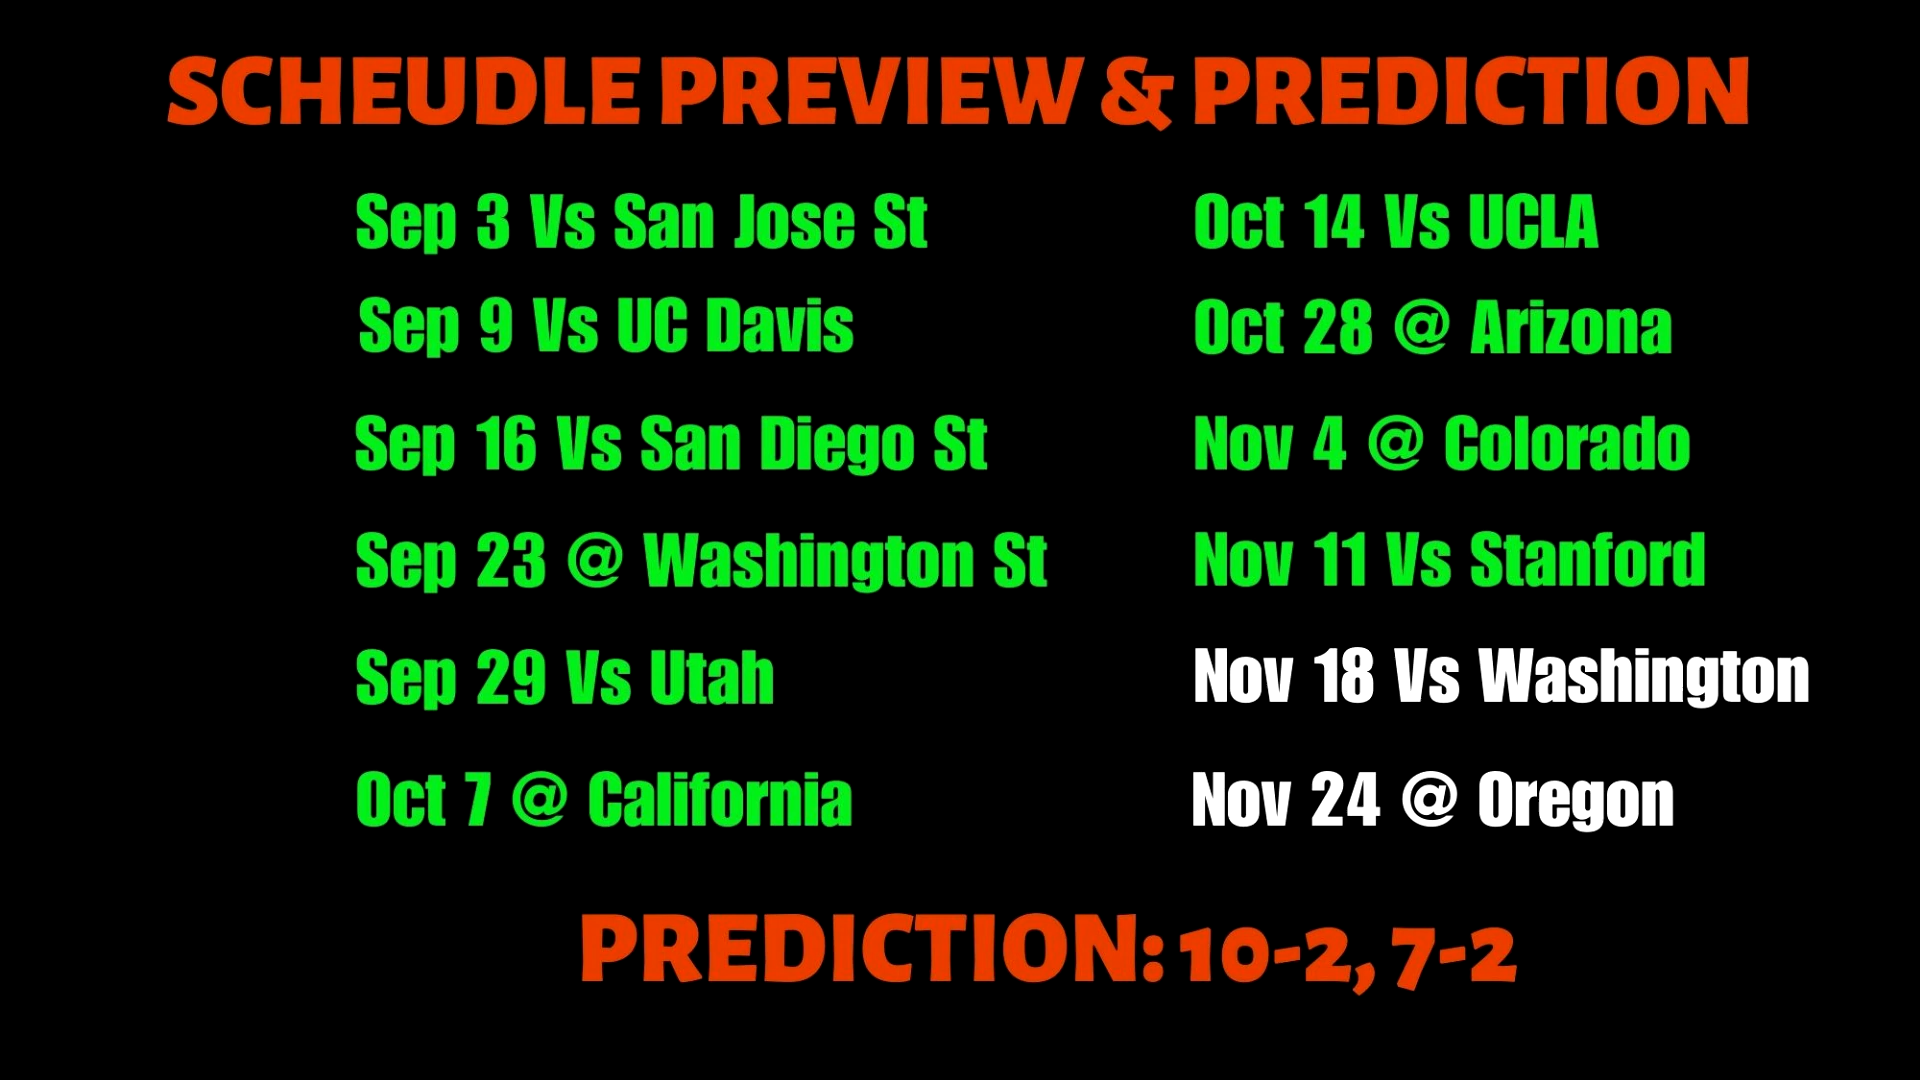 SCHEUDLE PREVIEW & PREDICTION
Sep 3 Vs San Jose St
Sep 9 Vs UC Davis
Sep 16 Vs San Diego St
Sep 23 @ Washington St
Sep 29 Vs Utah
Oct 7 @ California
Oct 14 Vs UCLA
Oct 28 @ Arizona
Nov 4 @ Colorado
Nov 11 Vs Stanford
Nov 18 Vs Washington
Nov 24 @ Oregon
PREDICTION: 10-2, 7-2